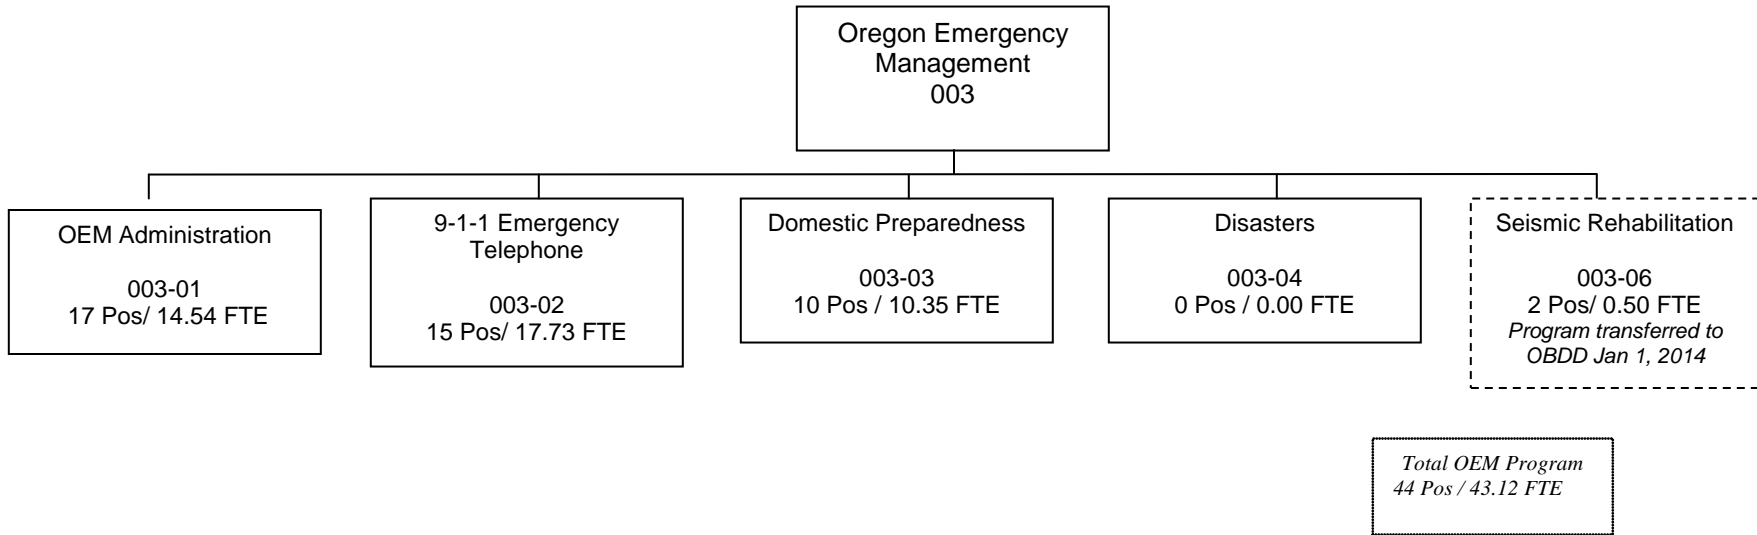 Oregon Emergency
Management
003
OEM Administration
003-01
17 Pos/ 14.54 FTE
9-1-1 Emergency
Telephone
003-02
15 Pos/ 17.73 FTE
Domestic Preparedness
003-03
10 Pos / 10.35 FTE
Disasters
003-04
0 Pos / 0.00 FTE
Seismic Rehabilitation
003-06
2 Pos/ 0.50 FTE
Program transferred to
OBDD Jan 1, 2014
Total OEM Program
44 Pos / 43.12 FTE